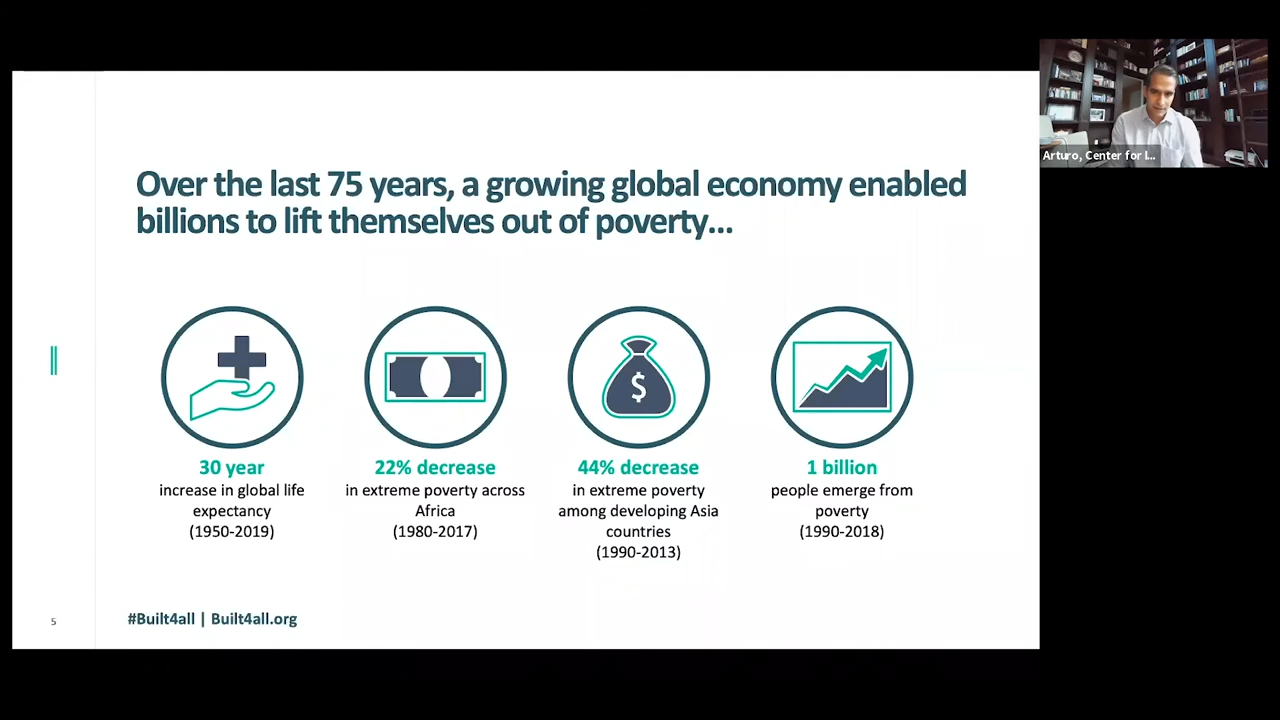 Over the last 75 years, a growing global economy enabled
billions to lift themselves out of poverty...
$
30 year
increase in global life
expectancy
(1950-2019)
22% decrease
in extreme poverty across
Africa
(1980-2017)
44% decrease
in extreme poverty
among developing Asia
countries
(1990-2013)
1 billion
people emerge from
poverty
(1990-2018)
5
#Built4all | Built4all.org
Arturo, Center for I...